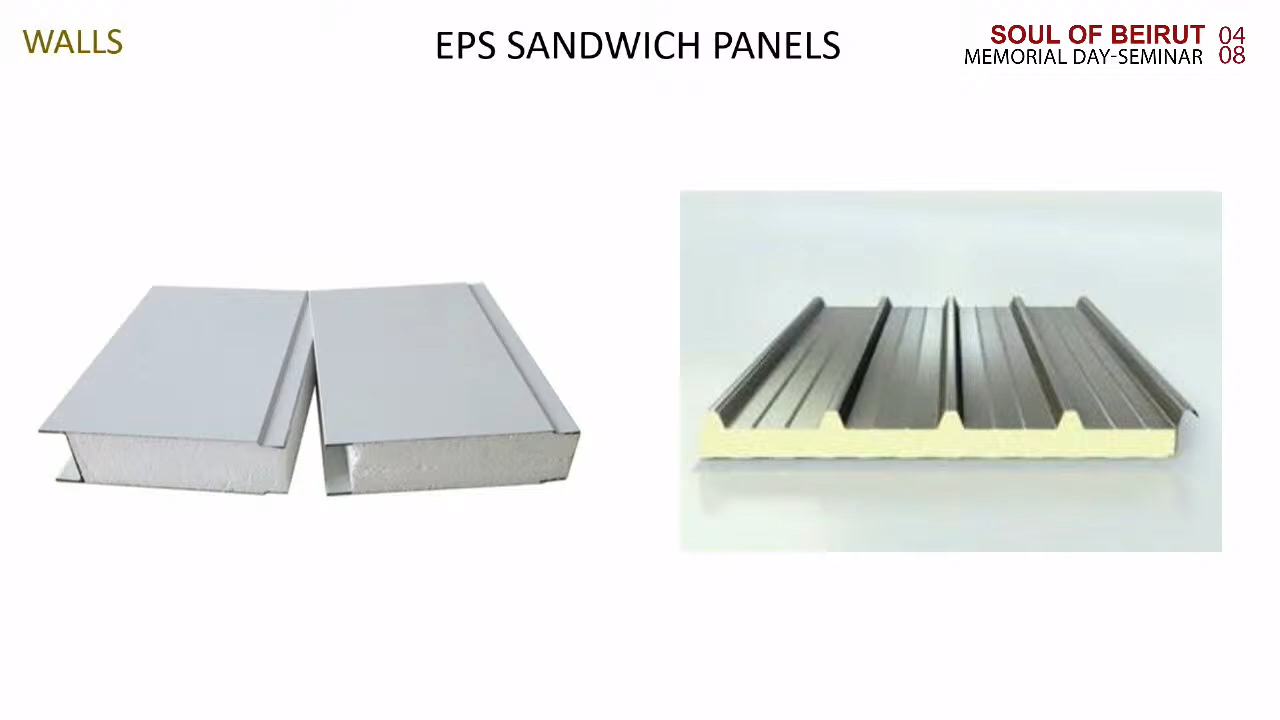 WALLS
EPS SANDWICH PANELS
SOUL OF BEIRUT
MEMORIAL DAY-SEMINAR
04
08